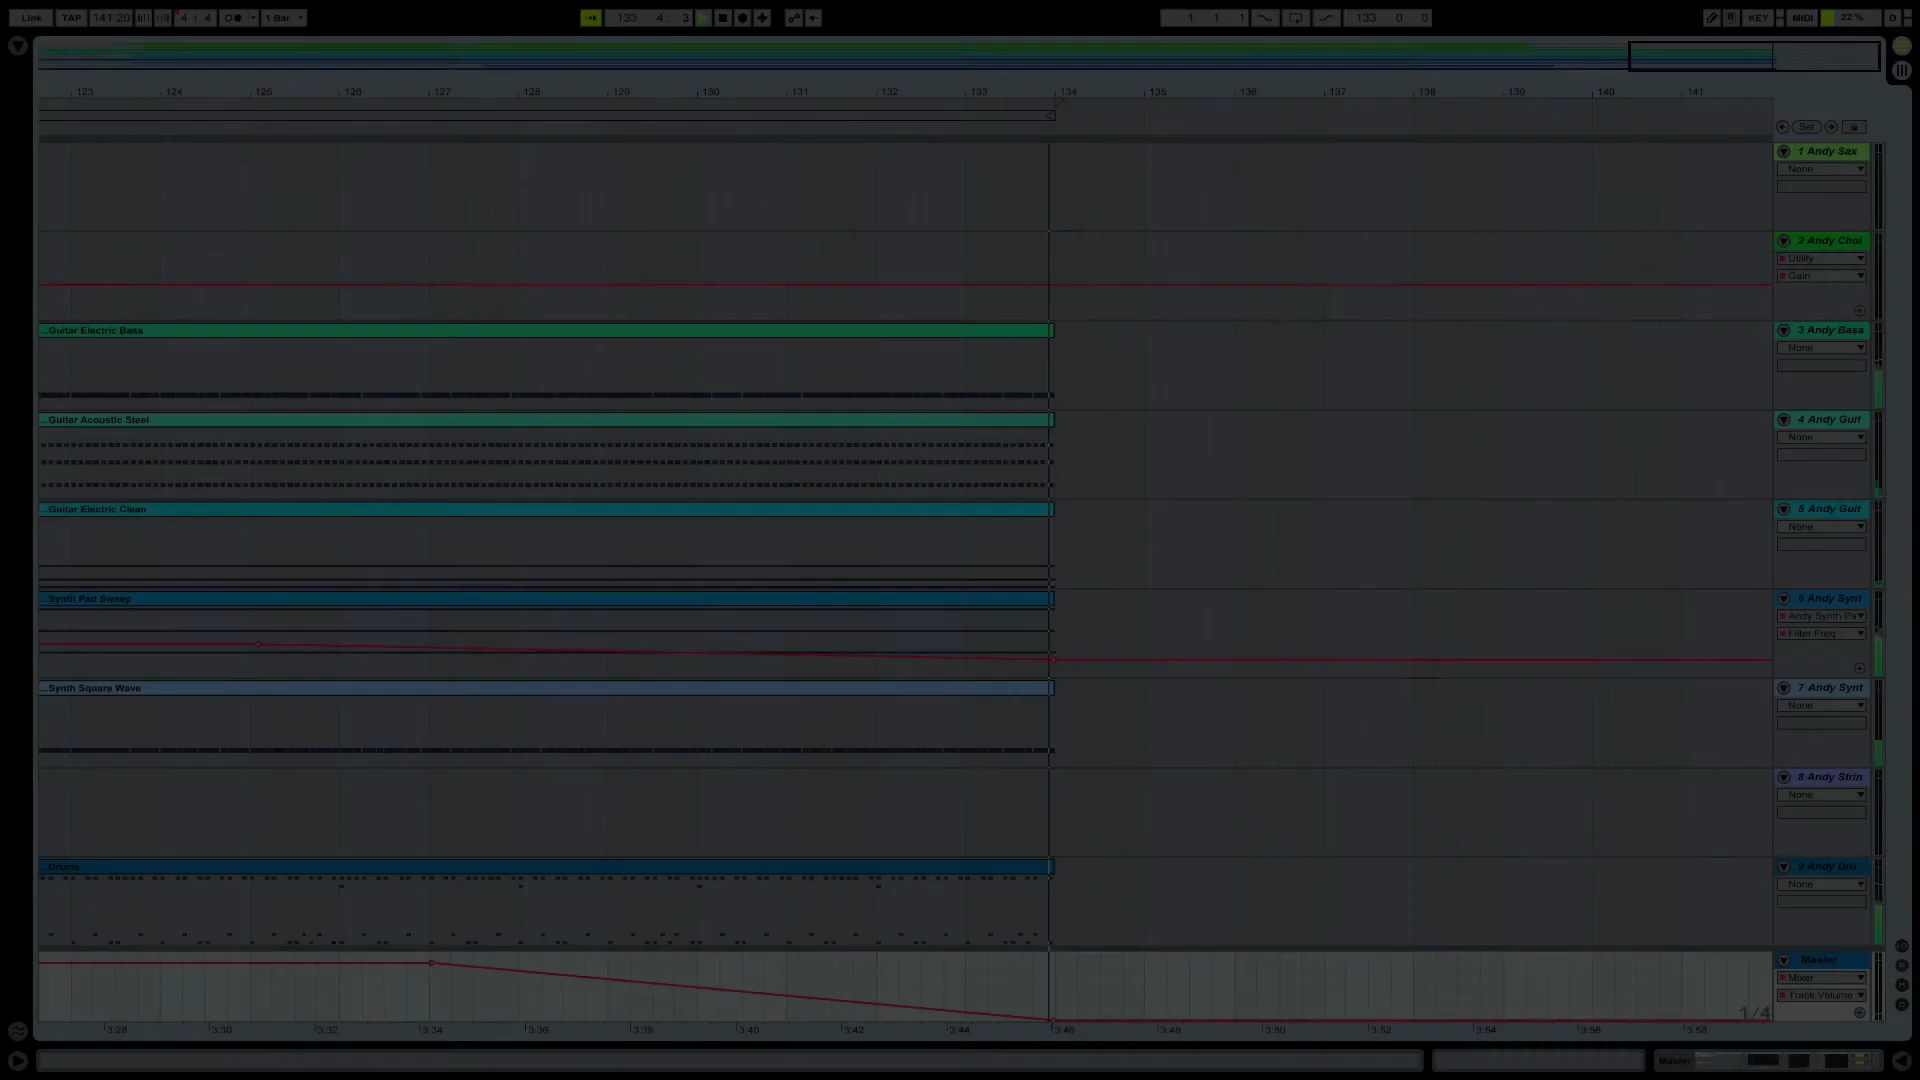 Link TAP 141.20 4 / 4 1 Bar 133 4 3 1 1 1 133 0 0 KEY MIDI 22 % D
123 124 125 126 127 128 129 130 131 132 133 134 135 136 137 138 139 140 141
Set
1 Andy Sax
None
2 Andy Choi
Utility
Gain
...Guitar Electric Bass
3 Andy Bass
None
...Guitar Acoustic Steel
4 Andy Guit
None
...Guitar Electric Clean
5 Andy Guit
None
...Synth Pad Sweep
6 Andy Synt
Andy Synth Pa
Filter Freq
...Synth Square Wave
7 Andy Synt
None
8 Andy Strin
None
...Drums
9 Andy Dru
None
Master
Mixer
Track Volume
1/4
3:28 3:30 3:32 3:34 3:36 3:38 3:40 3:42 3:44 3:46 3:48 3:50 3:52 3:54 3:56 3:58
Master